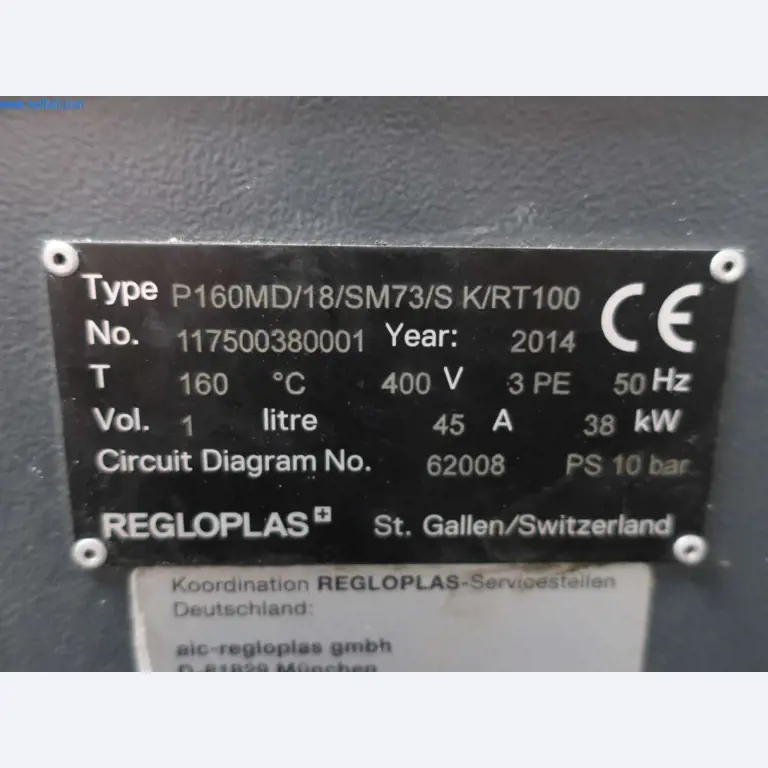 Type P160MD/18/SM73/S K/RT100
No. 117500380001 Year: 2014
T 160 °C 400 V 3 PE 50 Hz
Vol. 1 litre 45 A 38 kW
Circuit Diagram No. 62008 PS 10 bar
REGLOPLAS St. Gallen/Switzerland
Koordination REGLOPLAS-Servicestellen
Deutschland:
aic-regloplas gmbh
D-81829 München